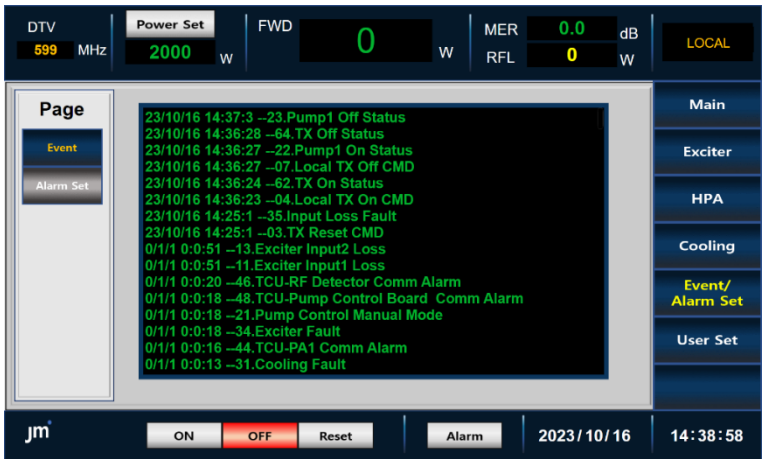 DTV
599 MHz
Power Set
2000 W
FWD
0 W
MER 0.0 dB
RFL 0 W
LOCAL
Page
Event
Alarm Set
23/10/16 14:37:3 --23.Pump1 Off Status
23/10/16 14:36:28 --64.TX Off Status
23/10/16 14:36:27 --22.Pump1 On Status
23/10/16 14:36:27 --07.Local TX Off CMD
23/10/16 14:36:24 --62.TX On Status
23/10/16 14:36:23 --04.Local TX On CMD
23/10/16 14:25:1 --35.Input Loss Fault
23/10/16 14:25:1 --03.TX Reset CMD
0/1/1 0:0:51 --13.Exciter Input2 Loss
0/1/1 0:0:51 --11.Exciter Input1 Loss
0/1/1 0:0:20 --46.TCU-RF Detector Comm Alarm
0/1/1 0:0:18 --48.TCU-Pump Control Board  Comm Alarm
0/1/1 0:0:18 --21.Pump Control Manual Mode
0/1/1 0:0:18 --34.Exciter Fault
0/1/1 0:0:16 --44.TCU-PA1 Comm Alarm
0/1/1 0:0:13 --31.Cooling Fault
Main
Exciter
HPA
Cooling
Event/
Alarm Set
User Set
jm
ON OFF Reset Alarm 2023/10/16 14:38:58